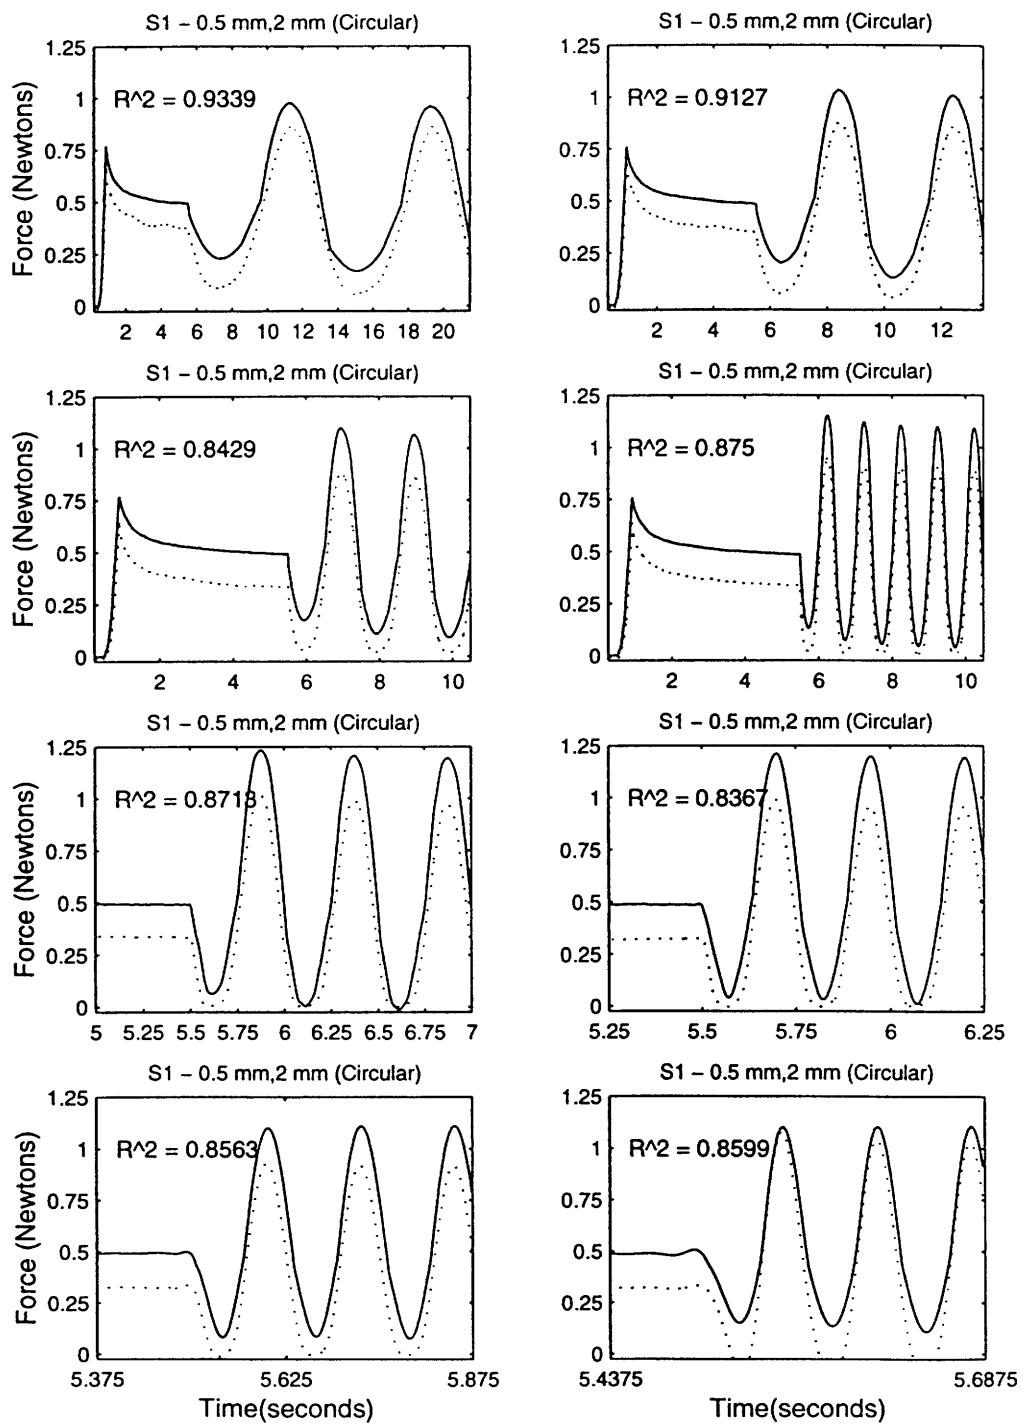 S1 – 0.5 mm,2 mm (Circular)
S1 – 0.5 mm,2 mm (Circular)
Force (Newtons)
1.25
1
0.75
0.5
0.25
0
R^2 = 0.9339
2 4 6 8 10 12 14 16 18 20
1.25
1
0.75
0.5
0.25
0
R^2 = 0.9127
2 4 6 8 10 12
S1 – 0.5 mm,2 mm (Circular)
S1 – 0.5 mm,2 mm (Circular)
Force (Newtons)
1.25
1
0.75
0.5
0.25
0
R^2 = 0.8429
2 4 6 8 10
1.25
1
0.75
0.5
0.25
0
R^2 = 0.875
2 4 6 8 10
S1 – 0.5 mm,2 mm (Circular)
S1 – 0.5 mm,2 mm (Circular)
Force (Newtons)
1.25
1
0.75
0.5
0.25
0
R^2 = 0.8713
5 5.25 5.5 5.75 6 6.25 6.5 6.75 7
1.25
1
0.75
0.5
0.25
0
R^2 = 0.8367
5.25 5.5 5.75 6 6.25
S1 – 0.5 mm,2 mm (Circular)
S1 – 0.5 mm,2 mm (Circular)
Force (Newtons)
1.25
1
0.75
0.5
0.25
0
R^2 = 0.8563
5.375 5.625 5.875
Time(seconds)
1.25
1
0.75
0.5
0.25
0
R^2 = 0.8599
5.4375 5.6875
Time(seconds)